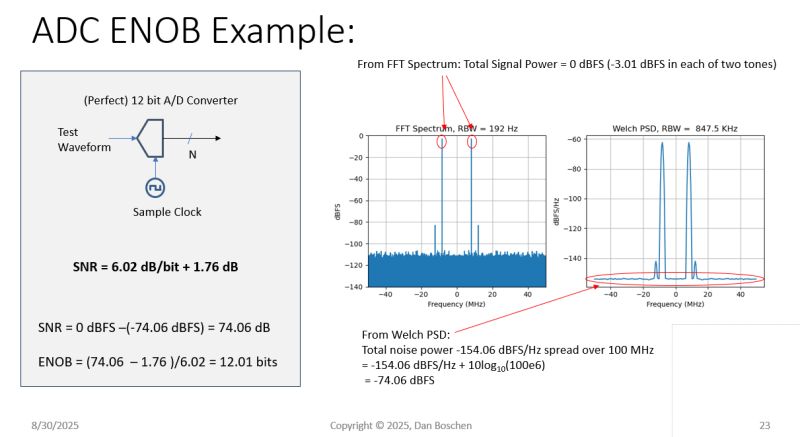 ADC ENOB Example:
From FFT Spectrum: Total Signal Power = 0 dBFS (-3.01 dBFS in each of two tones)
(Perfect) 12 bit A/D Converter
Test
Waveform
N
Sample Clock
SNR = 6.02 dB/bit + 1.76 dB
SNR = 0 dBFS –(-74.06 dBFS) = 74.06 dB
ENOB = (74.06 – 1.76 )/6.02 = 12.01 bits
FFT Spectrum, RBW = 192 Hz
dBFS
0
−20
−40
−60
−80
−100
−120
−140
−40 −20 0 20 40
Frequency (MHz)
Welch PSD, RBW = 847.5 KHz
dBFS/Hz
−60
−80
−100
−120
−140
−40 −20 0 20 40
Frequency (MHz)
From Welch PSD:
Total noise power -154.06 dBFS/Hz spread over 100 MHz
= -154.06 dBFS/Hz + 10log10(100e6)
= -74.06 dBFS
8/30/2025
Copyright © 2025, Dan Boschen
23